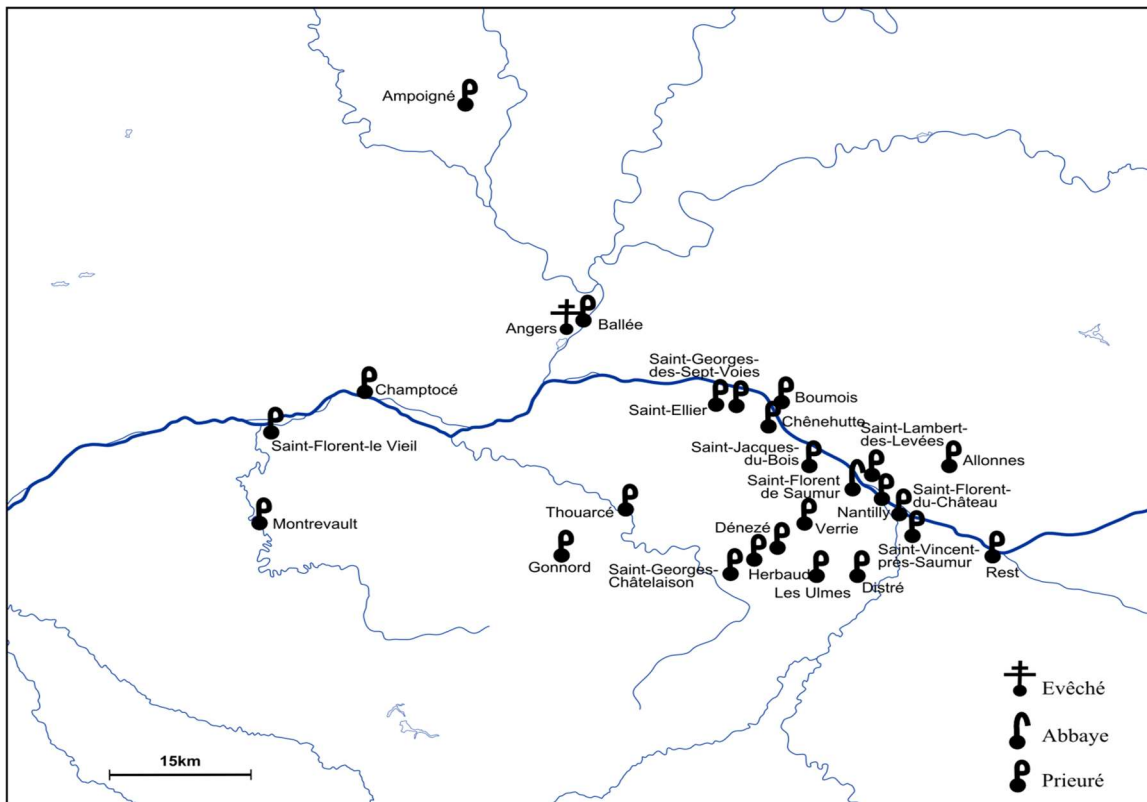 Ampoigné
Angers
Ballée
Champtocé
Saint-Florent-le Vieil
Montrevault
Saint-Georges-
des-Sept-Voies
Saint-Ellier
Boumois
Chênehutte
Saint-Lambert-
des-Levées
Saint-Jacques-
du-Bois
Allonnes
Saint-Florent
de Saumur
Saint-Florent-
du-Château
Nantilly
Thouarcé
Verrie
Dénezé
Saint-Vincent-
près-Saumur
Gonnord
Saint-Georges-
Châtelaison
Herbaud
Les Ulmes
Distré
Rest
Evêché
Abbaye
Prieuré
15km